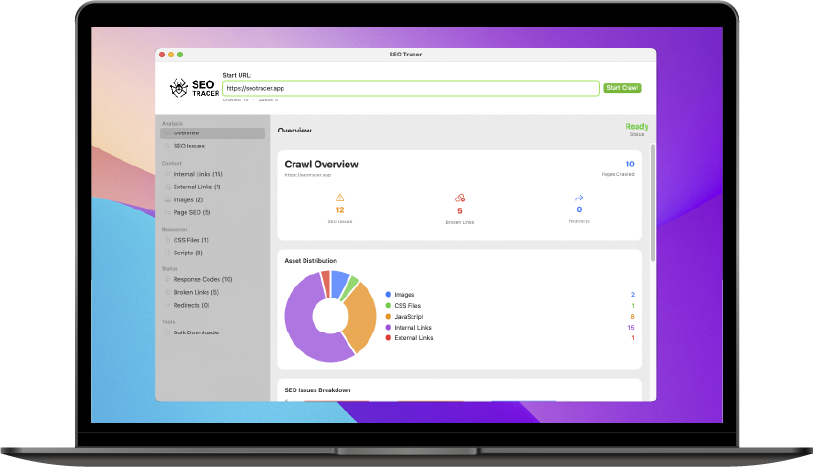 SEO Tracer
Start URL:
SEO
TRACER
https://seotracer.app
Start Crawl
Analysis
Overview
SEO Issues
Content
Internal Links (15)
External Links (1)
Images (2)
Page SEO (5)
Resources
CSS Files (1)
Scripts (8)
Status
Response Codes (10)
Broken Links (5)
Redirects (0)
Tools
Overview
Ready
Status
Crawl Overview
https://seotracer.app
10
Pages Crawled
12
SEO Issues
5
Broken Links
0
Redirects
Asset Distribution
Images 2
CSS Files 1
JavaScript 8
Internal Links 15
External Links 1
SEO Issues Breakdown